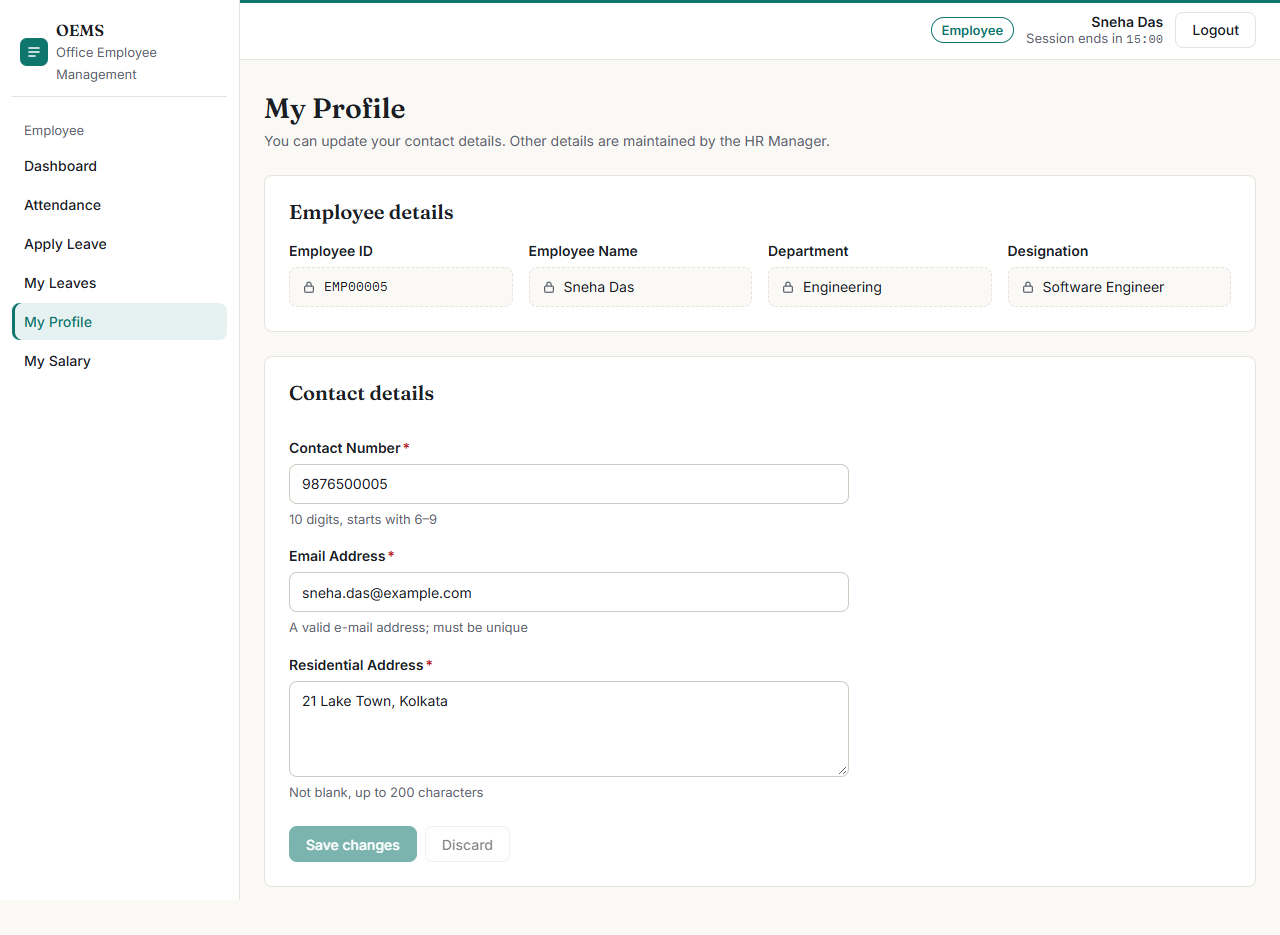 OEMS
Office Employee
Management
Employee
Dashboard
Attendance
Apply Leave
My Leaves
My Profile
My Salary
Employee
Sneha Das
Session ends in 15:00
Logout
My Profile
You can update your contact details. Other details are maintained by the HR Manager.
Employee details
Employee ID
Employee Name
Department
Designation
EMP00005
Sneha Das
Engineering
Software Engineer
Contact details
Contact Number*
9876500005
10 digits, starts with 6–9
Email Address*
sneha.das@example.com
A valid e-mail address; must be unique
Residential Address*
21 Lake Town, Kolkata
Not blank, up to 200 characters
Save changes
Discard